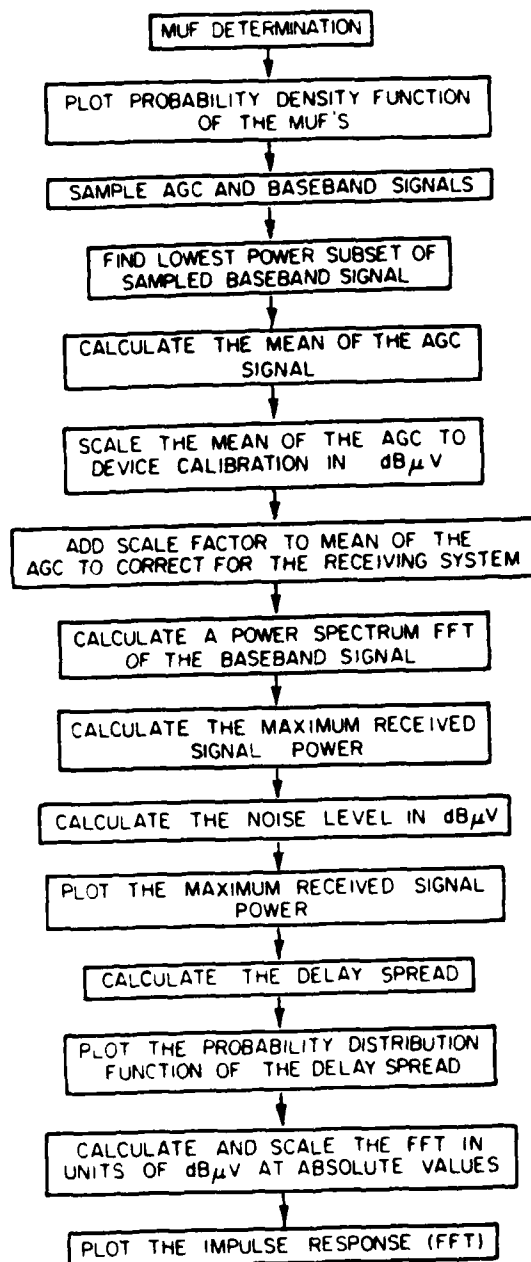 MUF DETERMINATION
PLOT PROBABILITY DENSITY FUNCTION
OF THE MUF'S
SAMPLE AGC AND BASEBAND SIGNALS
FIND LOWEST POWER SUBSET OF
SAMPLED BASEBAND SIGNAL
CALCULATE THE MEAN OF THE AGC
SIGNAL
SCALE THE MEAN OF THE AGC TO
DEVICE CALIBRATION IN dBμV
ADD SCALE FACTOR TO MEAN OF THE
AGC TO CORRECT FOR THE RECEIVING SYSTEM
CALCULATE A POWER SPECTRUM FFT
OF THE BASEBAND SIGNAL
CALCULATE THE MAXIMUM RECEIVED
SIGNAL POWER
CALCULATE THE NOISE LEVEL IN dBμV
PLOT THE MAXIMUM RECEIVED SIGNAL
POWER
CALCULATE THE DELAY SPREAD
PLOT THE PROBABILITY DISTRIBUTION
FUNCTION OF THE DELAY SPREAD
CALCULATE AND SCALE THE FFT IN
UNITS OF dBμV AT ABSOLUTE VALUES
PLOT THE IMPULSE RESPONSE (FFT)